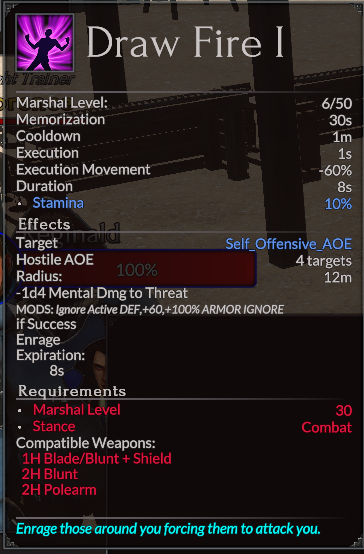 Draw Fire I
ht Trainer
Marshal Level: 6/50
Memorization 30s
Cooldown 1m
Execution 1s
Execution Movement -60%
Duration 8s
• Stamina 10%
Effects
Target Self_Offensive_AOE
Hostile AOE 4 targets
Radius: 12m
100%
-1d4 Mental Dmg to Threat
MODS: Ignore Active DEF,+60,+100% ARMOR IGNORE
if Success
Enrage
Expiration:
8s
Requirements
• Marshal Level 30
• Stance Combat
Compatible Weapons:
1H Blade/Blunt + Shield
2H Blunt
2H Polearm
Enrage those around you forcing them to attack you.